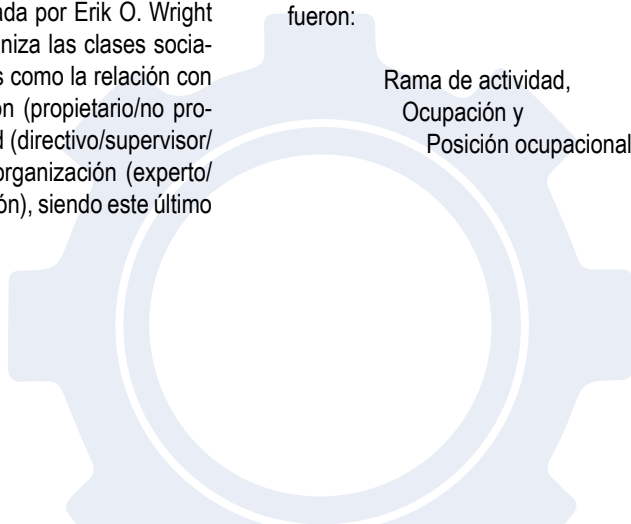 ada por Erik O. Wright
niza las clases socia-
s como la relación con
n (propietario/no pro-
d (directivo/supervisor/
organización (experto/
ón), siendo este último
fueron:
Rama de actividad,
Ocupación y
Posición ocupacional